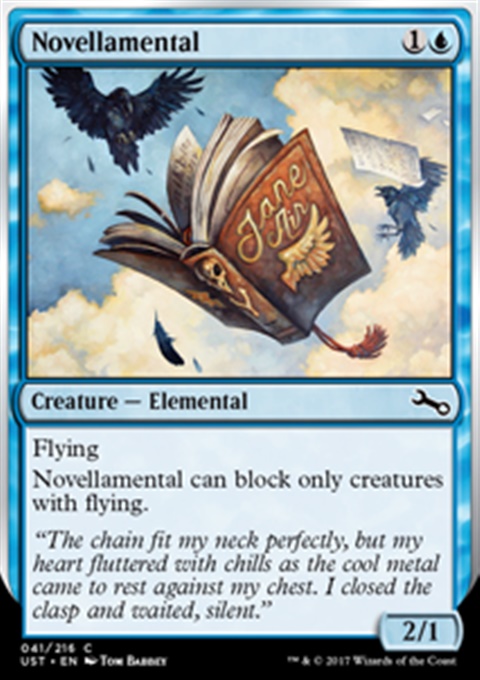 Novellamental 1
Jane
Air
Creature — Elemental
Flying
Novellamental can block only creatures
with flying.
“The chain fit my neck perfectly, but my
heart fluttered with chills as the cool metal
came to rest against my chest. I closed the
clasp and waited, silent.”
2/1
041/216 C
UST • EN Tom Babbey
™ & © 2017 Wizards of the Coast